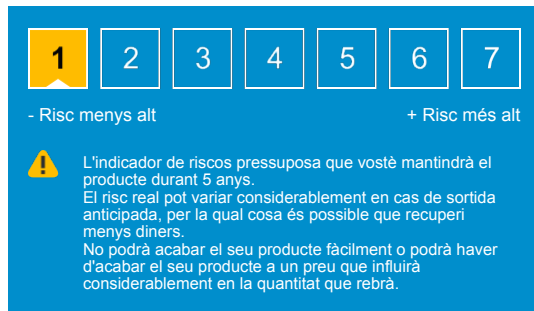 1 2 3 4 5 6 7
- Risc menys alt + Risc més alt
L'indicador de riscos pressuposa que vostè mantindrà el
producte durant 5 anys.
El risc real pot variar considerablement en cas de sortida
anticipada, per la qual cosa és possible que recuperi
menys diners.
No podrà acabar el seu producte fàcilment o podrà haver
d'acabar el seu producte a un preu que influirà
considerablement en la quantitat que rebrà.